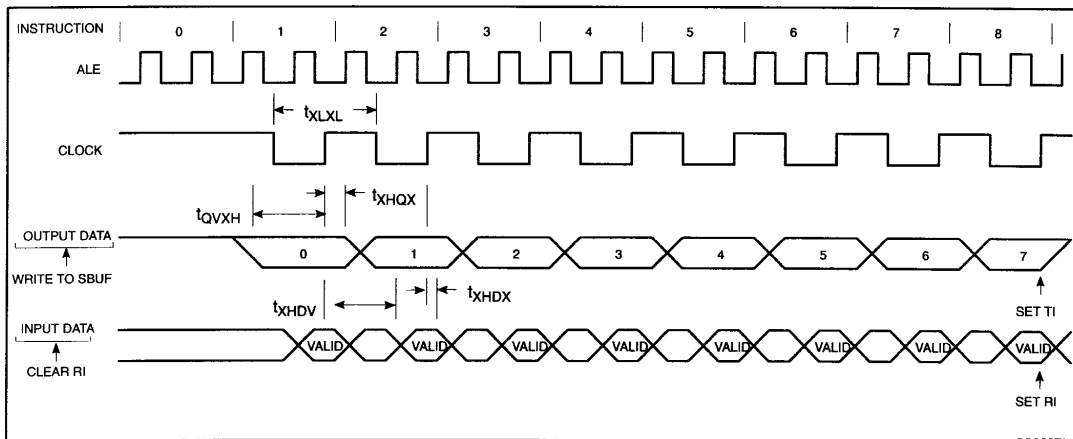 INSTRUCTION 0 1 2 3 4 5 6 7 8
ALE
tXLXL
CLOCK
tQVXH tXHQX
OUTPUT DATA 0 1 2 3 4 5 6 7
WRITE TO SBUF
tXHDV tXHDX
SET TI
INPUT DATA VALID VALID VALID VALID VALID VALID VALID VALID
CLEAR RI
SET RI